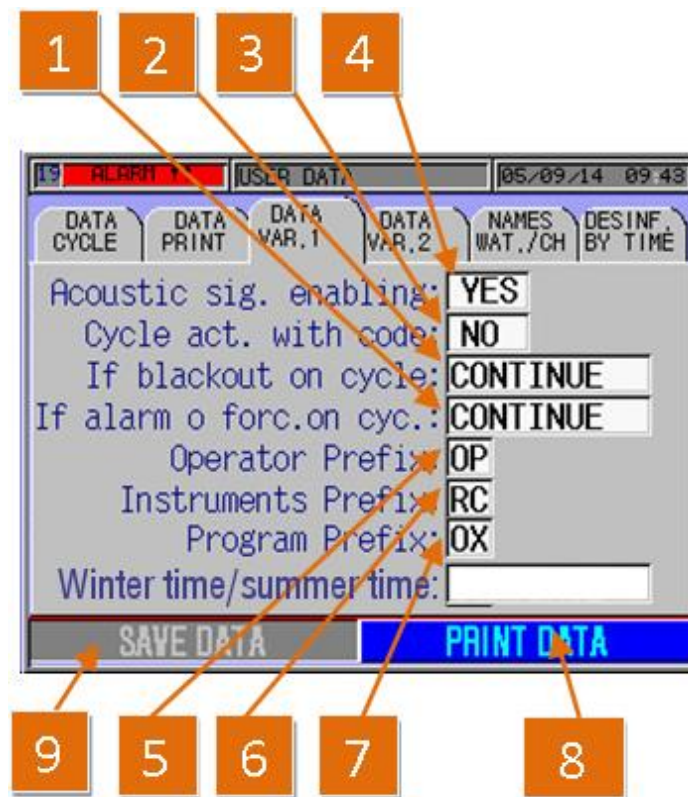 1 2 3 4
19 ALARM !! USER DATA 05/09/14 09:43
DATA CYCLE DATA PRINT DATA VAR.1 DATA VAR.2 NAMES WAT./CH DESINF. BY TIME
Acoustic sig. enabling: YES
Cycle act. with code: NO
If blackout on cycle: CONTINUE
If alarm o forc.on cyc.: CONTINUE
Operator Prefix: OP
Instruments Prefix: RC
Program Prefix: OX
Winter time/summer time:
SAVE DATA PRINT DATA
9 5 6 7 8